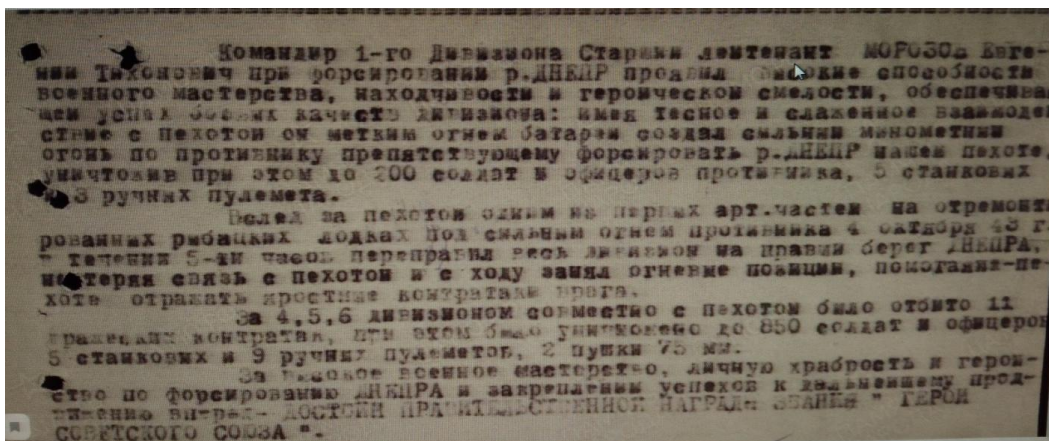 Командир 1-го Дивизиона Старший лейтенант МОРОЗОв Евге-
ний Тихонович при форсировании р.ДНЕПР проявил высокие способности
военного мастерства, находчивости и героической смелости, обеспечива
щей успех боевых качеств дивизиона: имея тесное и слаженное взаимоде
ствие с пехотой он метким огнем батареи создал сильный минометный
огонь по противнику препятствующему форсировать р.ДНЕПР нашей пехоте,
уничтожив при этом до 200 солдат и офицеров противника, 5 станковых
и 3 ручных пулемета.
Вслед за пехотой одним из первых арт.частей на отремонти
рованных рыбацких лодках под сильным огнем противника 4 октября 43 г.
в течении 5-ти часов переправил весь дивизион на правый берег ДНЕПРА,
не теряя связь с пехотой и с ходу занял огневые позиции, помогания-пе-
хоте отражать яростные контратаки врага.
За 4,5,6 дивизионом совместно с пехотой было отбито 11
вражеских контратак, при этом было уничтожено до 850 солдат и офицеров
5 станковых и 9 ручных пулеметов, 2 пушки 75 мм.
За высокое военное мастерство, личную храбрость и герой-
ство по форсированию ДНЕПРА и закреплении успехов к дальнейшему прод-
вижению вперед- ДОСТОИН ПРАВИТЕЛЬСТВЕННОЙ НАГРАДЫ ЗВАНИЯ " ГЕРОЙ
СОВЕТСКОГО СОЮЗА ".